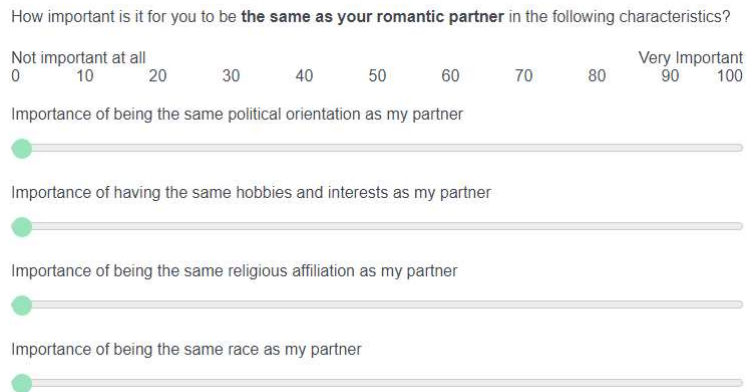 How important is it for you to be the same as your romantic partner in the following characteristics?
Not important at all Very Important
0 10 20 30 40 50 60 70 80 90 100
Importance of being the same political orientation as my partner
Importance of having the same hobbies and interests as my partner
Importance of being the same religious affiliation as my partner
Importance of being the same race as my partner